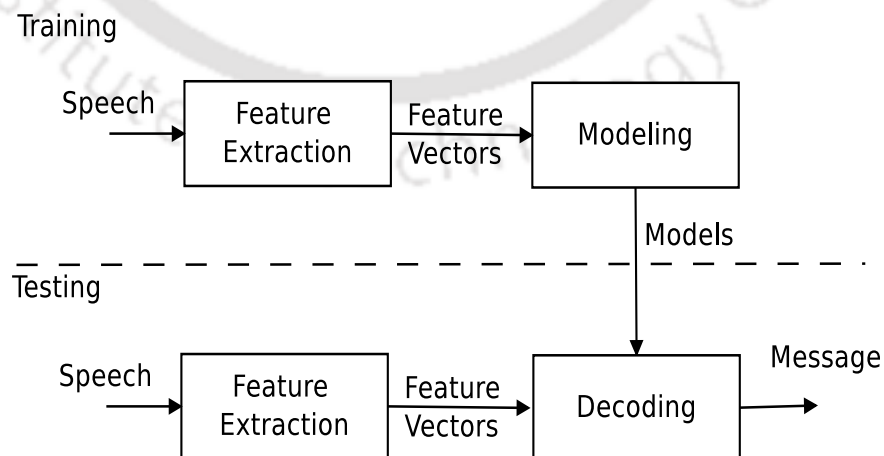 Training
Speech
Feature
Extraction
Feature
Vectors
Modeling
Models
Testing
Speech
Feature
Extraction
Feature
Vectors
Decoding
Message